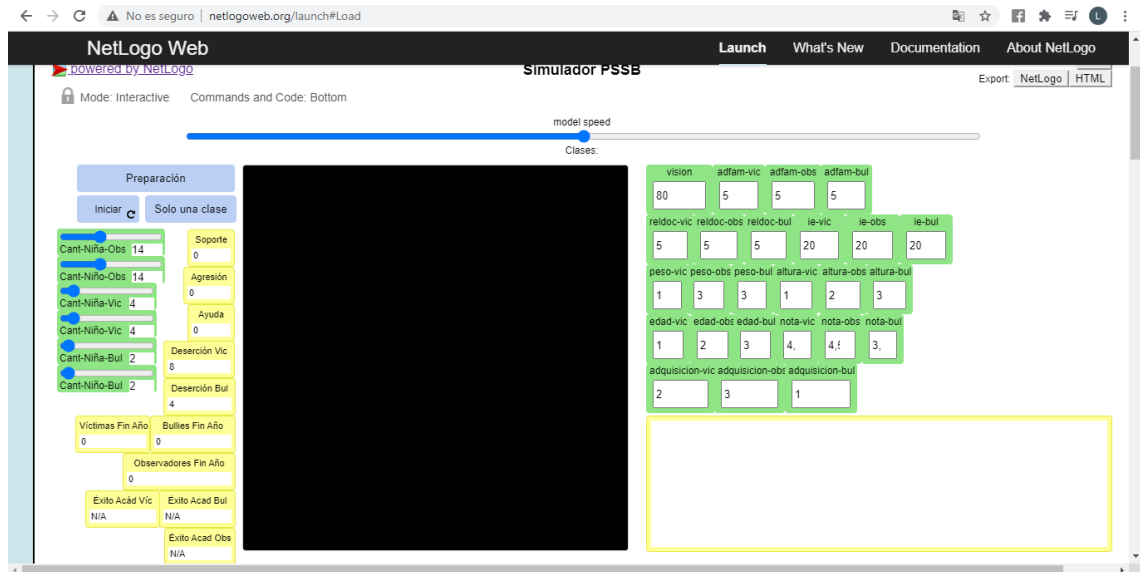 No es seguro | netlogoweb.org/launch#Load
NetLogo Web
Launch What's New Documentation About NetLogo
powered by NetLogo
Simulador PSSB
Export: NetLogo HTML
Mode: Interactive Commands and Code: Bottom
model speed
Clases:
Preparación
Iniciar Solo una clase
Cant-Niña-Obs 14
Cant-Niño-Obs 14
Cant-Niña-Vic 4
Cant-Niño-Vic 4
Cant-Niña-Bul 2
Cant-Niño-Bul 2
Soporte
0
Agresión
0
Ayuda
0
Deserción Vic
8
Deserción Bul
4
Víctimas Fin Año Bullies Fin Año
0 0
Observadores Fin Año
0
Éxito Acád Víc Éxito Acad Bul
N/A N/A
Éxito Acad Obs
N/A
vision adfam-vic adfam-obs adfam-bul
80 5 5 5
reldoc-vic reldoc-obs reldoc-bul ie-vic ie-obs ie-bul
5 5 5 20 20 20
peso-vic peso-obs peso-bul altura-vic altura-obs altura-bul
1 3 3 1 2 3
edad-vic edad-obs edad-bul nota-vic nota-obs nota-bul
1 2 3 4, 3,
adquisicion-vic adquisicion-obs adquisicion-bul
2 3 1
L